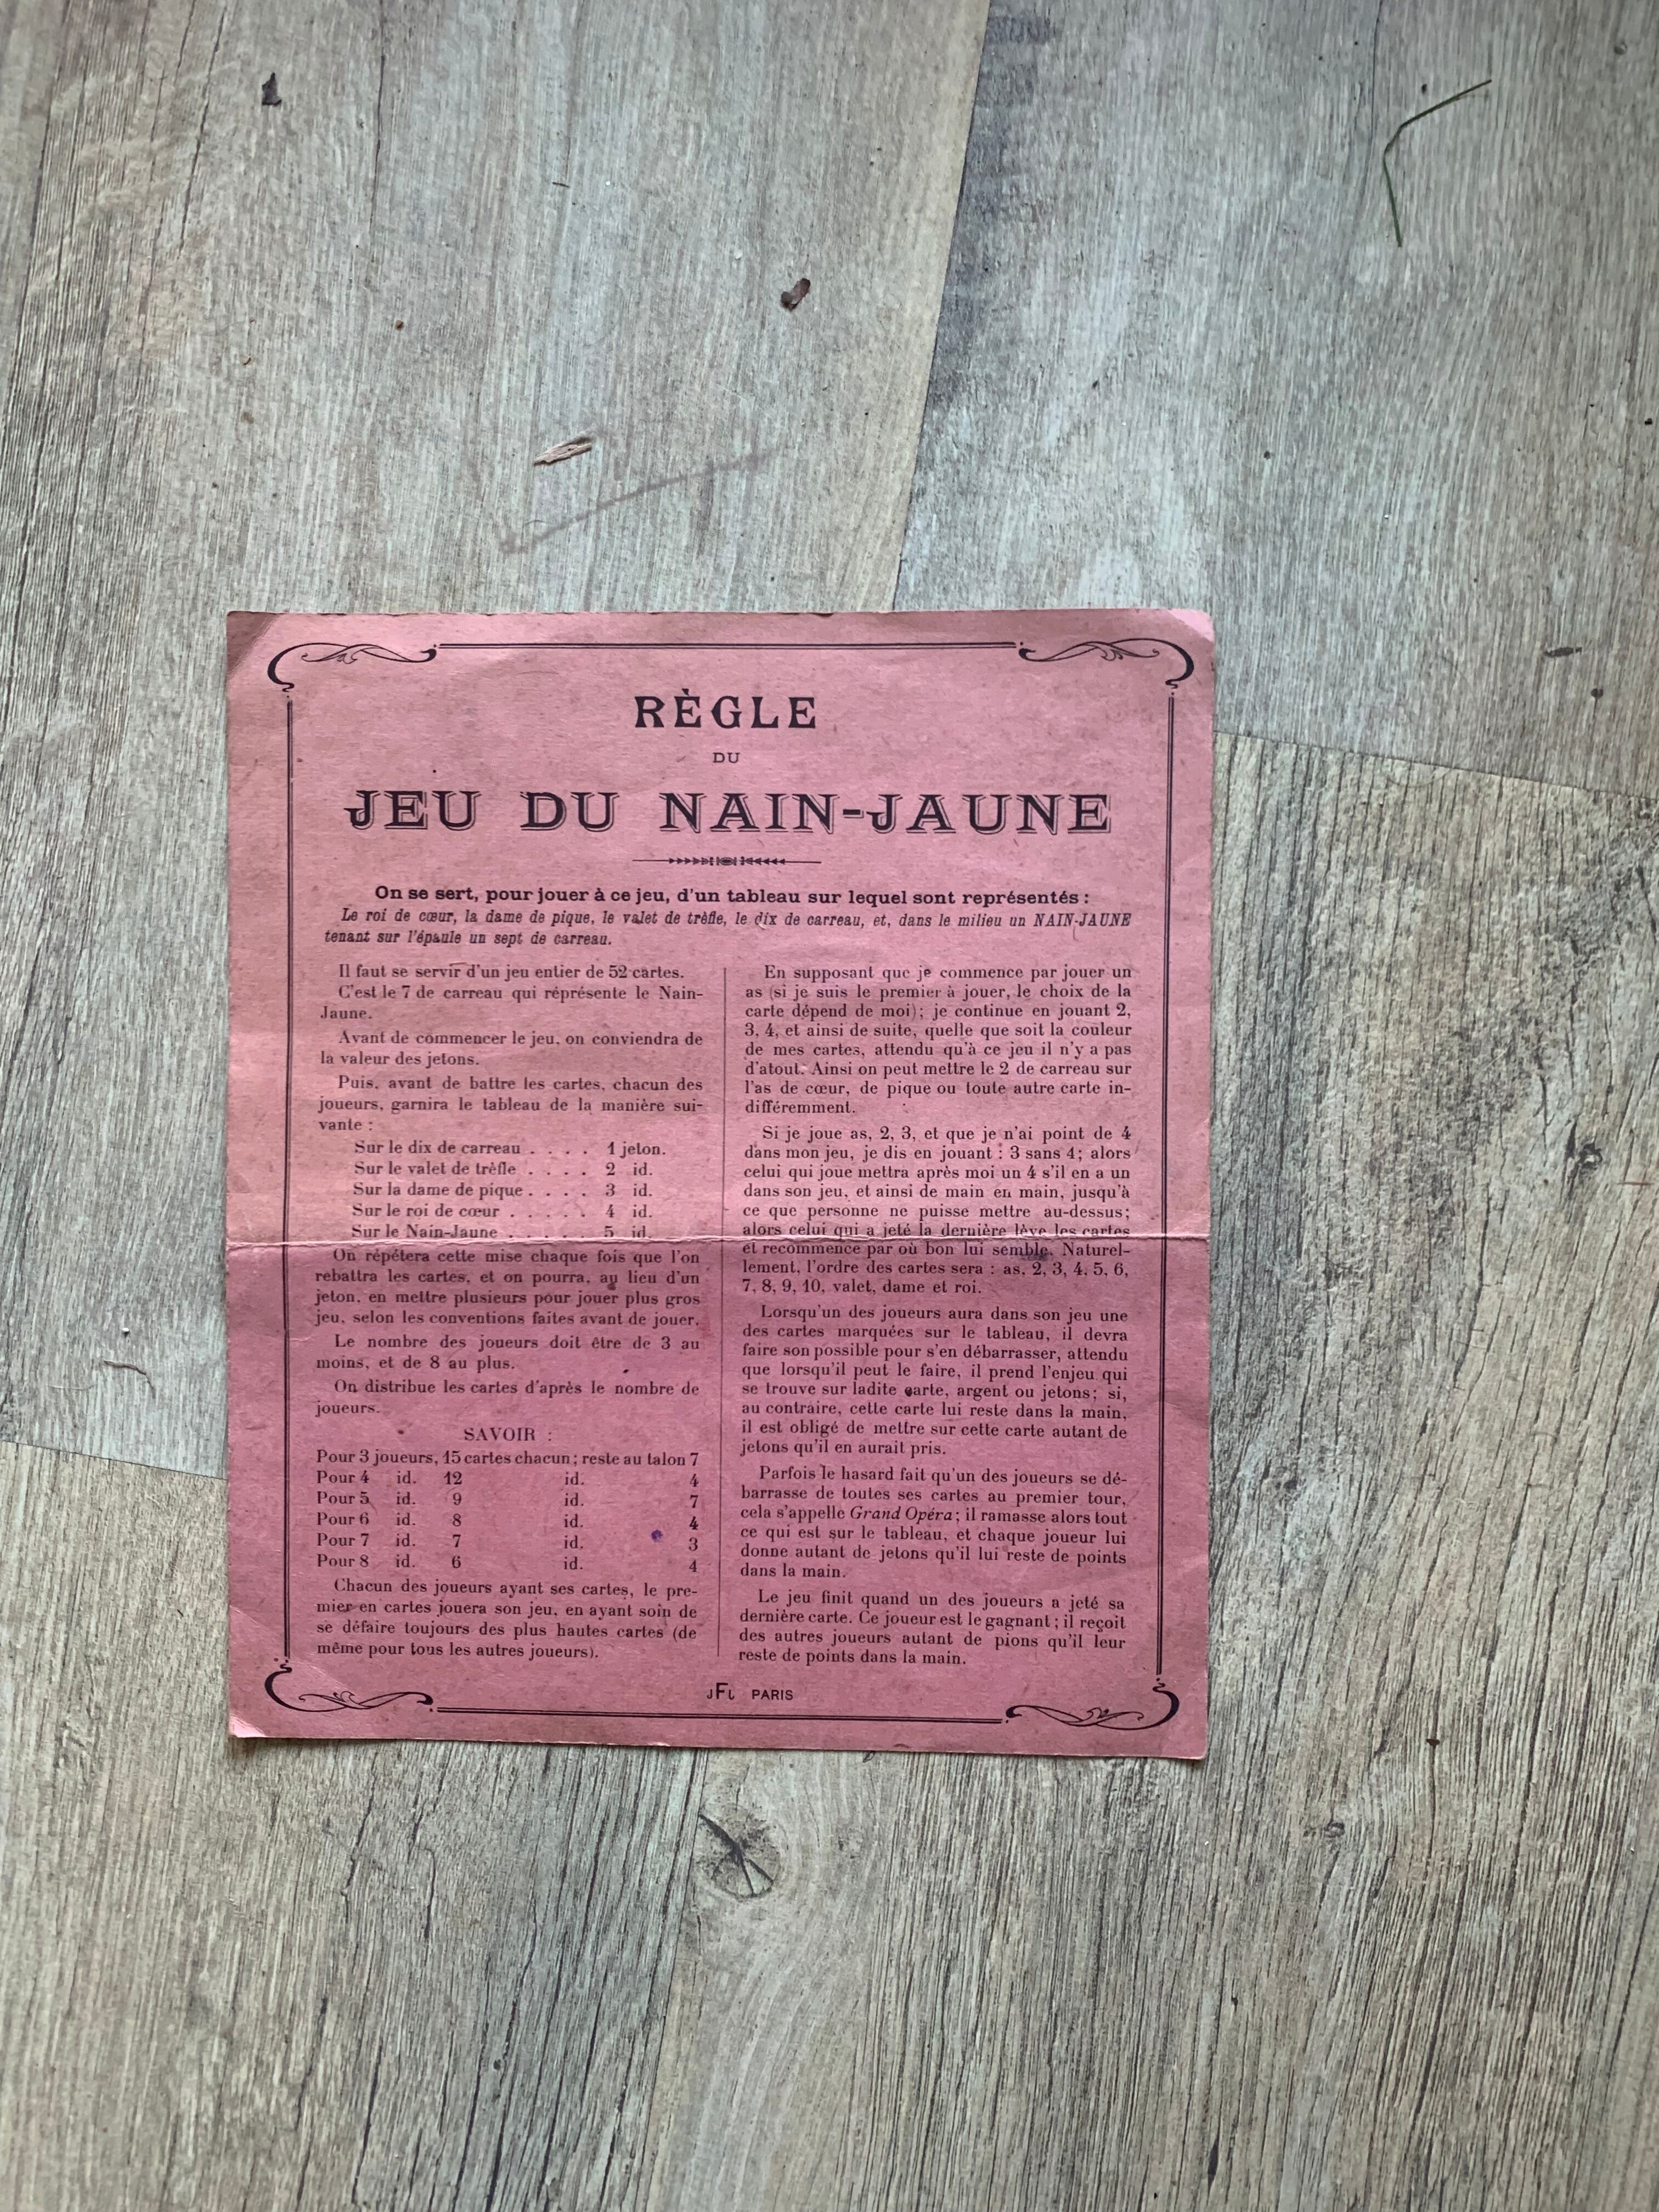 RÈGLE
DU
JEU DU NAIN-JAUNE
On se sert, pour jouer à ce jeu, d'un tableau sur lequel sont représentés :
Le roi de cœur, la dame de pique, le valet de trèfle, le dix de carreau, et, dans le milieu un NAIN-JAUNE
tenant sur l'épaule un sept de carreau.
Il faut se servir d'un jeu entier de 52 cartes.
C'est le 7 de carreau qui réprésente le Nain-
Jaune.
Avant de commencer le jeu, on conviendra de
la valeur des jetons.
Puis, avant de battre les cartes, chacun des
joueurs, garnira le tableau de la manière sui-
vante :
Sur le dix de carreau . . . . 1 jeton.
Sur le valet de trèfle . . . . 2 id.
Sur la dame de pique . . . . 3 id.
Sur le roi de cœur . . . . . 4 id.
Sur le Nain-Jaune . . . . . 5 id.
On répétera cette mise chaque fois que l'on
rebattra les cartes, et on pourra, au lieu d'un
jeton, en mettre plusieurs pour jouer plus gros
jeu, selon les conventions faites avant de jouer.
Le nombre des joueurs doit être de 3 au
moins, et de 8 au plus.
On distribue les cartes d'après le nombre de
joueurs.
SAVOIR :
Pour 3 joueurs, 15 cartes chacun; reste au talon 7
Pour 4 id. 12 id. 4
Pour 5 id. 9 id. 7
Pour 6 id. 8 id. 4
Pour 7 id. 7 id. 3
Pour 8 id. 6 id. 4
Chacun des joueurs ayant ses cartes, le pre-
mier en cartes jouera son jeu, en ayant soin de
se défaire toujours des plus hautes cartes (de
même pour tous les autres joueurs).
En supposant que je commence par jouer un
as (si je suis le premier à jouer, le choix de la
carte dépend de moi); je continue en jouant 2,
3, 4, et ainsi de suite, quelle que soit la couleur
de mes cartes, attendu qu'à ce jeu il n'y a pas
d'atout. Ainsi on peut mettre le 2 de carreau sur
l'as de cœur, de pique ou toute autre carte in-
différemment.
Si je joue as, 2, 3, et que je n'ai point de 4
dans mon jeu, je dis en jouant : 3 sans 4; alors
celui qui joue mettra après moi un 4 s'il en a un
dans son jeu, et ainsi de main en main, jusqu'à
ce que personne ne puisse mettre au-dessus;
alors celui qui a jeté la dernière lève les cartes
et recommence par où bon lui semble. Naturel-
lement, l'ordre des cartes sera : as, 2, 3, 4, 5, 6,
7, 8, 9, 10, valet, dame et roi.
Lorsqu'un des joueurs aura dans son jeu une
des cartes marquées sur le tableau, il devra
faire son possible pour s'en débarrasser, attendu
que lorsqu'il peut le faire, il prend l'enjeu qui
se trouve sur ladite carte, argent ou jetons; si,
au contraire, cette carte lui reste dans la main,
il est obligé de mettre sur cette carte autant de
jetons qu'il en aurait pris.
Parfois le hasard fait qu'un des joueurs se dé-
barrasse de toutes ses cartes au premier tour,
cela s'appelle Grand Opéra; il ramasse alors tout
ce qui est sur le tableau, et chaque joueur lui
donne autant de jetons qu'il lui reste de points
dans la main.
Le jeu finit quand un des joueurs a jeté sa
dernière carte. Ce joueur est le gagnant; il reçoit
des autres joueurs autant de pions qu'il leur
reste de points dans la main.
JFJ PARIS